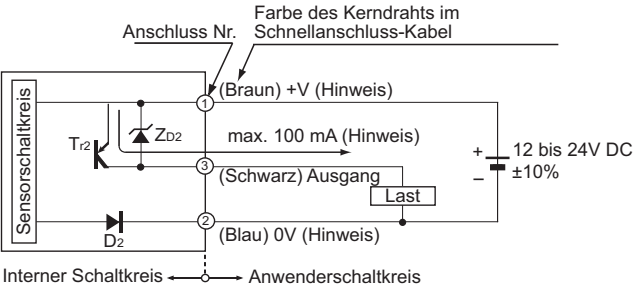 Farbe des Kerndrahts im
Anschluss Nr. Schnellanschluss-Kabel
Sensorschaltkreis
1 (Braun) +V (Hinweis)
Tr2 ZD2 max. 100 mA (Hinweis)
+ 12 bis 24V DC
− ±10%
3 (Schwarz) Ausgang
Last
2 (Blau) 0V (Hinweis)
D2
Interner Schaltkreis Anwenderschaltkreis